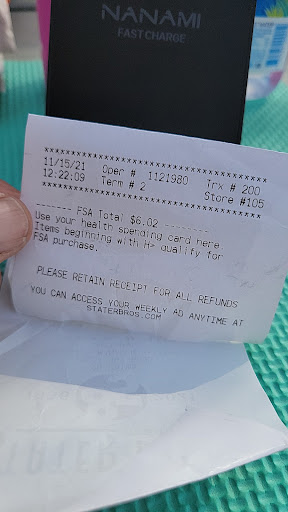 NANAMI
FAST CHARGE
****************************************
11/15/21 Oper # 1121980 Trx # 200
12:22:09 Term # 2 Store #105
****************************************
------- FSA Total $6.02 ---------
Use your health spending card here
Items beginning with H* qualify for
FSA purchase.
PLEASE RETAIN RECEIPT FOR ALL REFUNDS
YOU CAN ACCESS YOUR WEEKLY AD ANYTIME AT
STATERBROS.COM